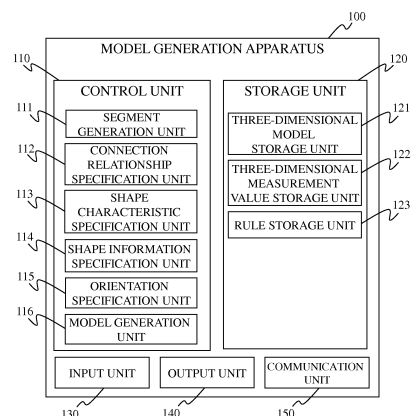 100
MODEL GENERATION APPARATUS
110
120
CONTROL UNIT
111
SEGMENT
GENERATION UNIT
112
CONNECTION
RELATIONSHIP
SPECIFICATION UNIT
113
SHAPE
CHARACTERISTIC
SPECIFICATION UNIT
114
SHAPE INFORMATION
SPECIFICATION UNIT
115
ORIENTATION
SPECIFICATION UNIT
116
MODEL GENERATION
UNIT
STORAGE UNIT
121
THREE-DIMENSIONAL
MODEL
STORAGE UNIT
122
THREE-DIMENSIONAL
MEASUREMENT
VALUE STORAGE UNIT
123
RULE STORAGE UNIT
INPUT UNIT
OUTPUT UNIT
COMMUNICATION
UNIT
130
140
150